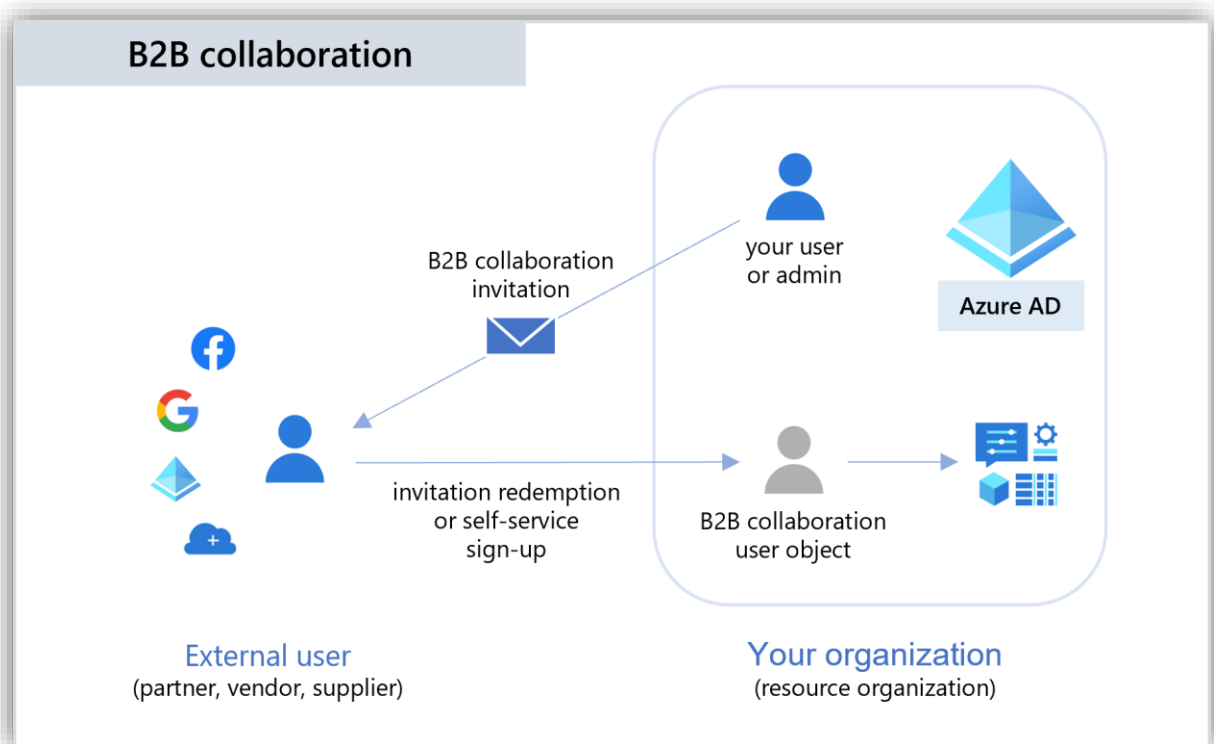 B2B collaboration
your user
or admin
Azure AD
B2B collaboration
invitation
invitation redemption
or self-service
sign-up
B2B collaboration
user object
External user
(partner, vendor, supplier)
Your organization
(resource organization)